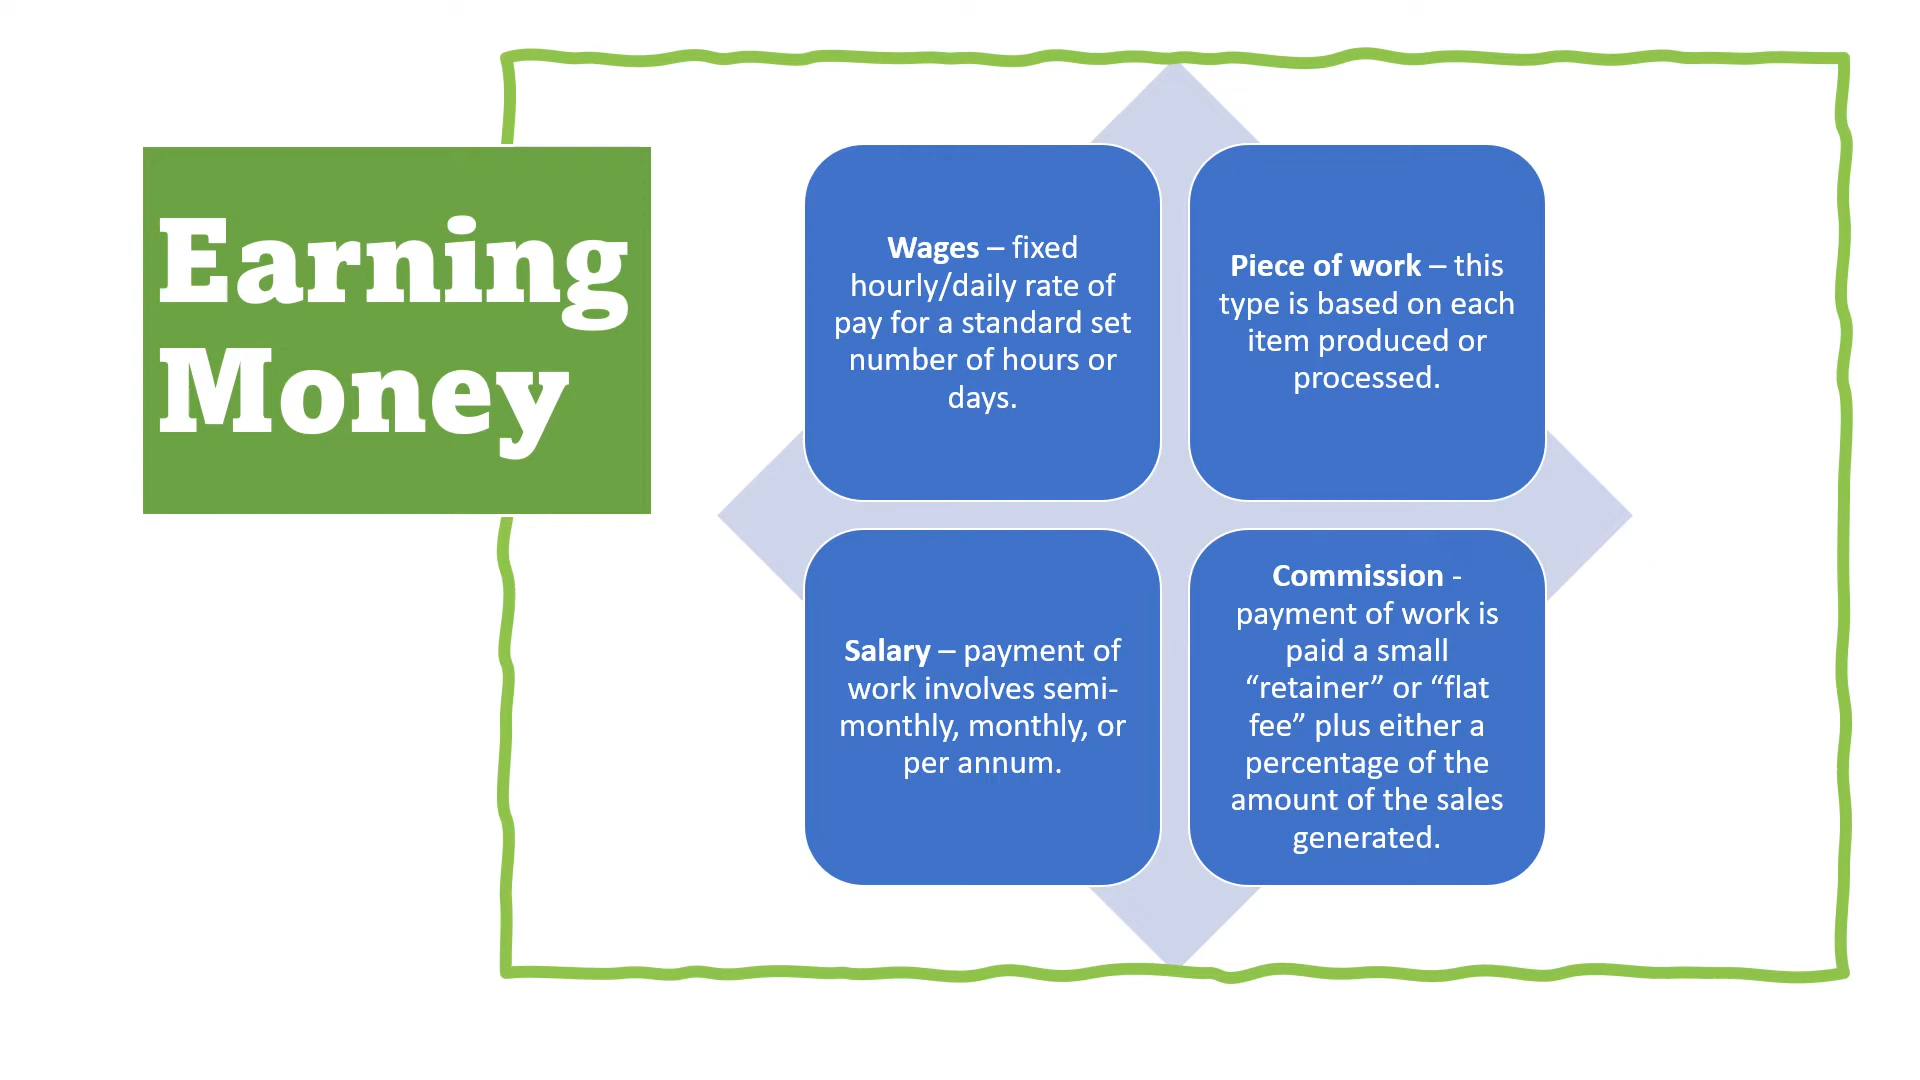 Earning
Money
Wages – fixed
hourly/daily rate of
pay for a standard set
number of hours or
days.
Piece of work – this
type is based on each
item produced or
processed.
Salary – payment of
work involves semi-
monthly, monthly, or
per annum.
Commission -
payment of work is
paid a small
“retainer” or “flat
fee” plus either a
percentage of the
amount of the sales
generated.